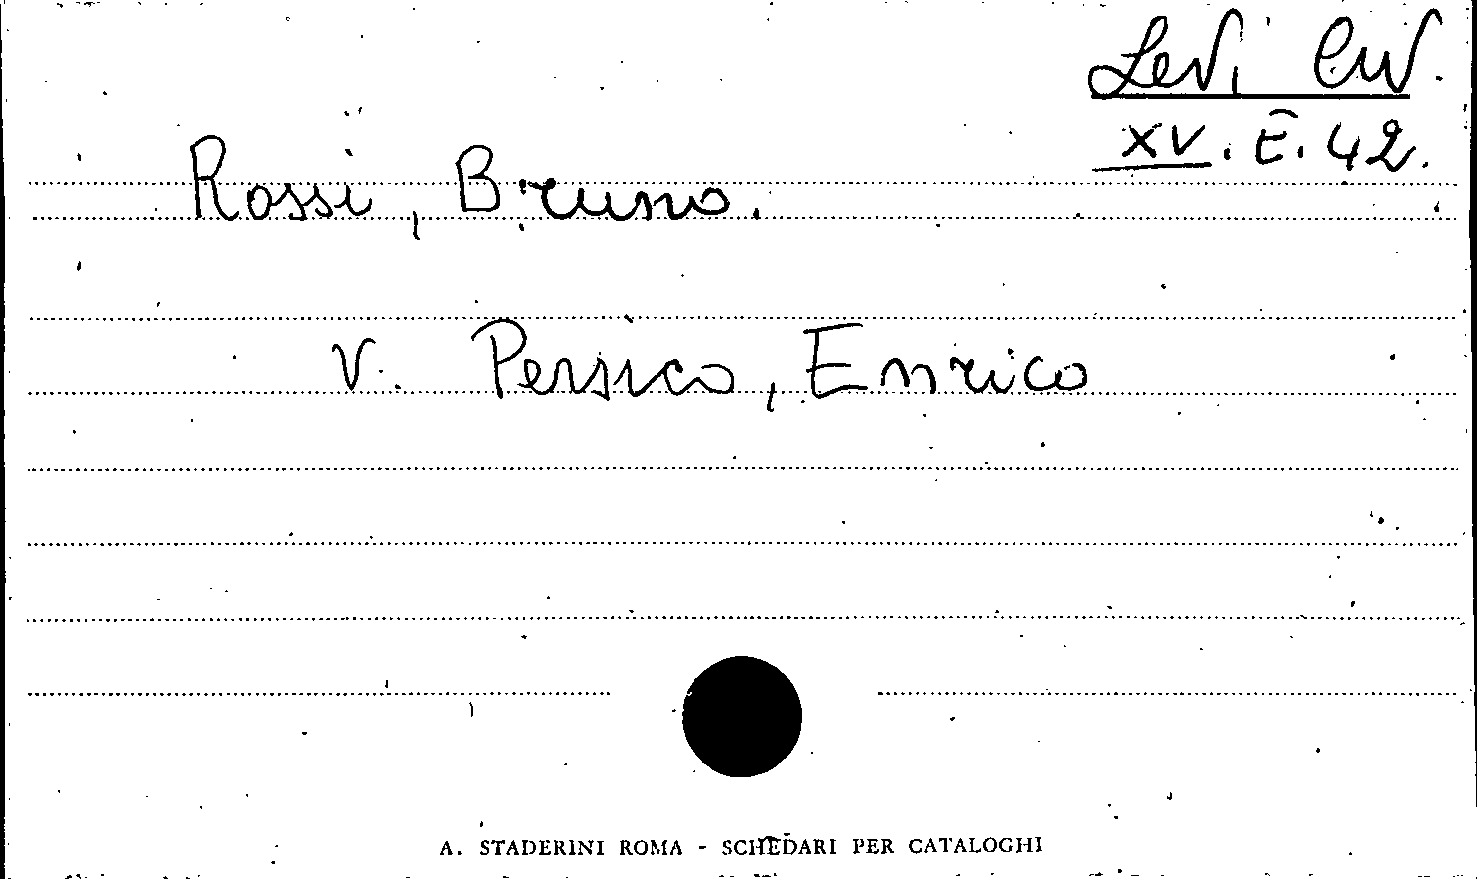 Levi Civ.
XV. E. 42.
Rossi, Bruno.
V. Persico, Enrico
A. STADERINI ROMA - SCHEDARI PER CATALOGHI